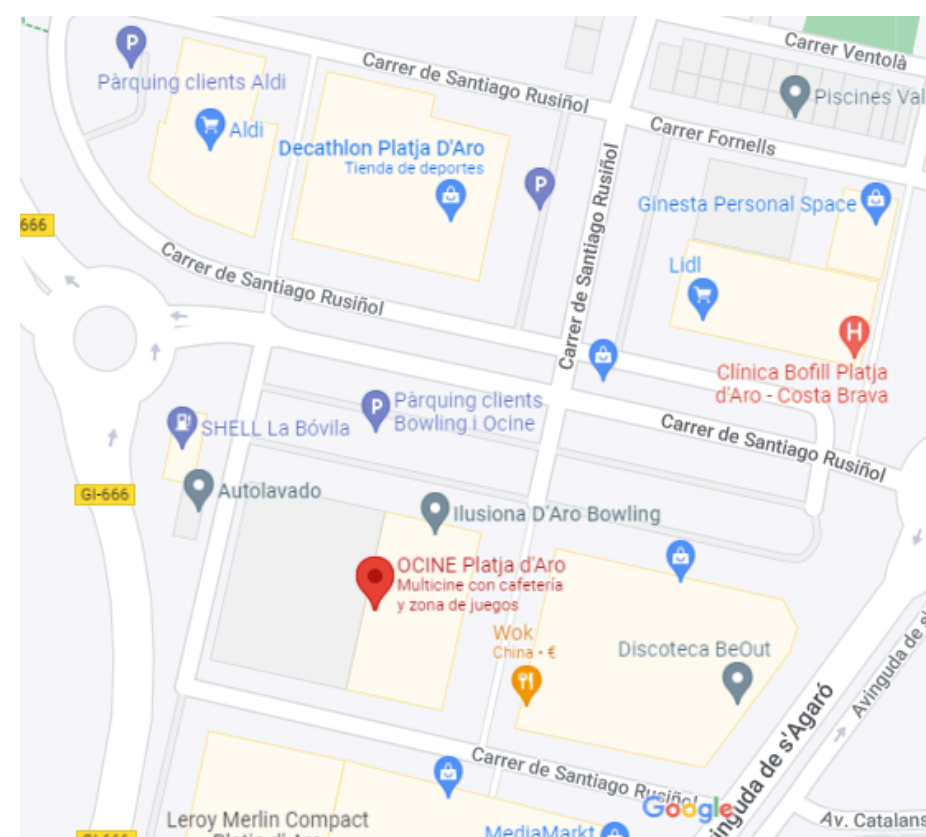 Carrer Ventolà
P
Carrer de Santiago Rusiñol
Pàrquing clients Aldi
Piscines Val
Aldi
Carrer Fornells
Decathlon Platja D'Aro
Tienda de deportes
P
Carrer de Santiago Rusiñol
Ginesta Personal Space
666
Carrer de Santiago Rusiñol
Lidl
H
Clínica Bofill Platja
d'Aro - Costa Brava
P
Pàrquing clients
Bowling i Ocine
SHELL La Bóvila
Carrer de Santiago Rusiñol
GI-666
Autolavado
Ilusiona D'Aro Bowling
OCINE Platja d'Aro
Multicine con cafetería
y zona de juegos
Wok
China · €
Discoteca BeOut
Avinguda de s'
Avinguda de s'Agaró
Carrer de Santiago Rusiñol
Google
Leroy Merlin Compact
Av. Catalans
MediaMarkt